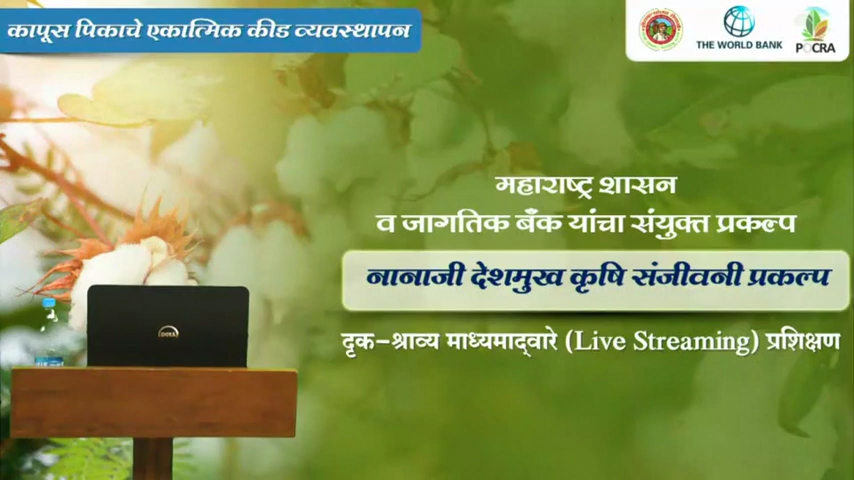 कापूस पिकाचे एकात्मिक कीड व्यवस्थापन
THE WORLD BANK
POCRA
महाराष्ट्र शासन
व जागतिक बँक यांचा संयुक्त प्रकल्प
नानाजी देशमुख कृषि संजीवनी प्रकल्प
दृक-श्राव्य माध्यमाद्वारे (Live Streaming) प्रशिक्षण
DELL